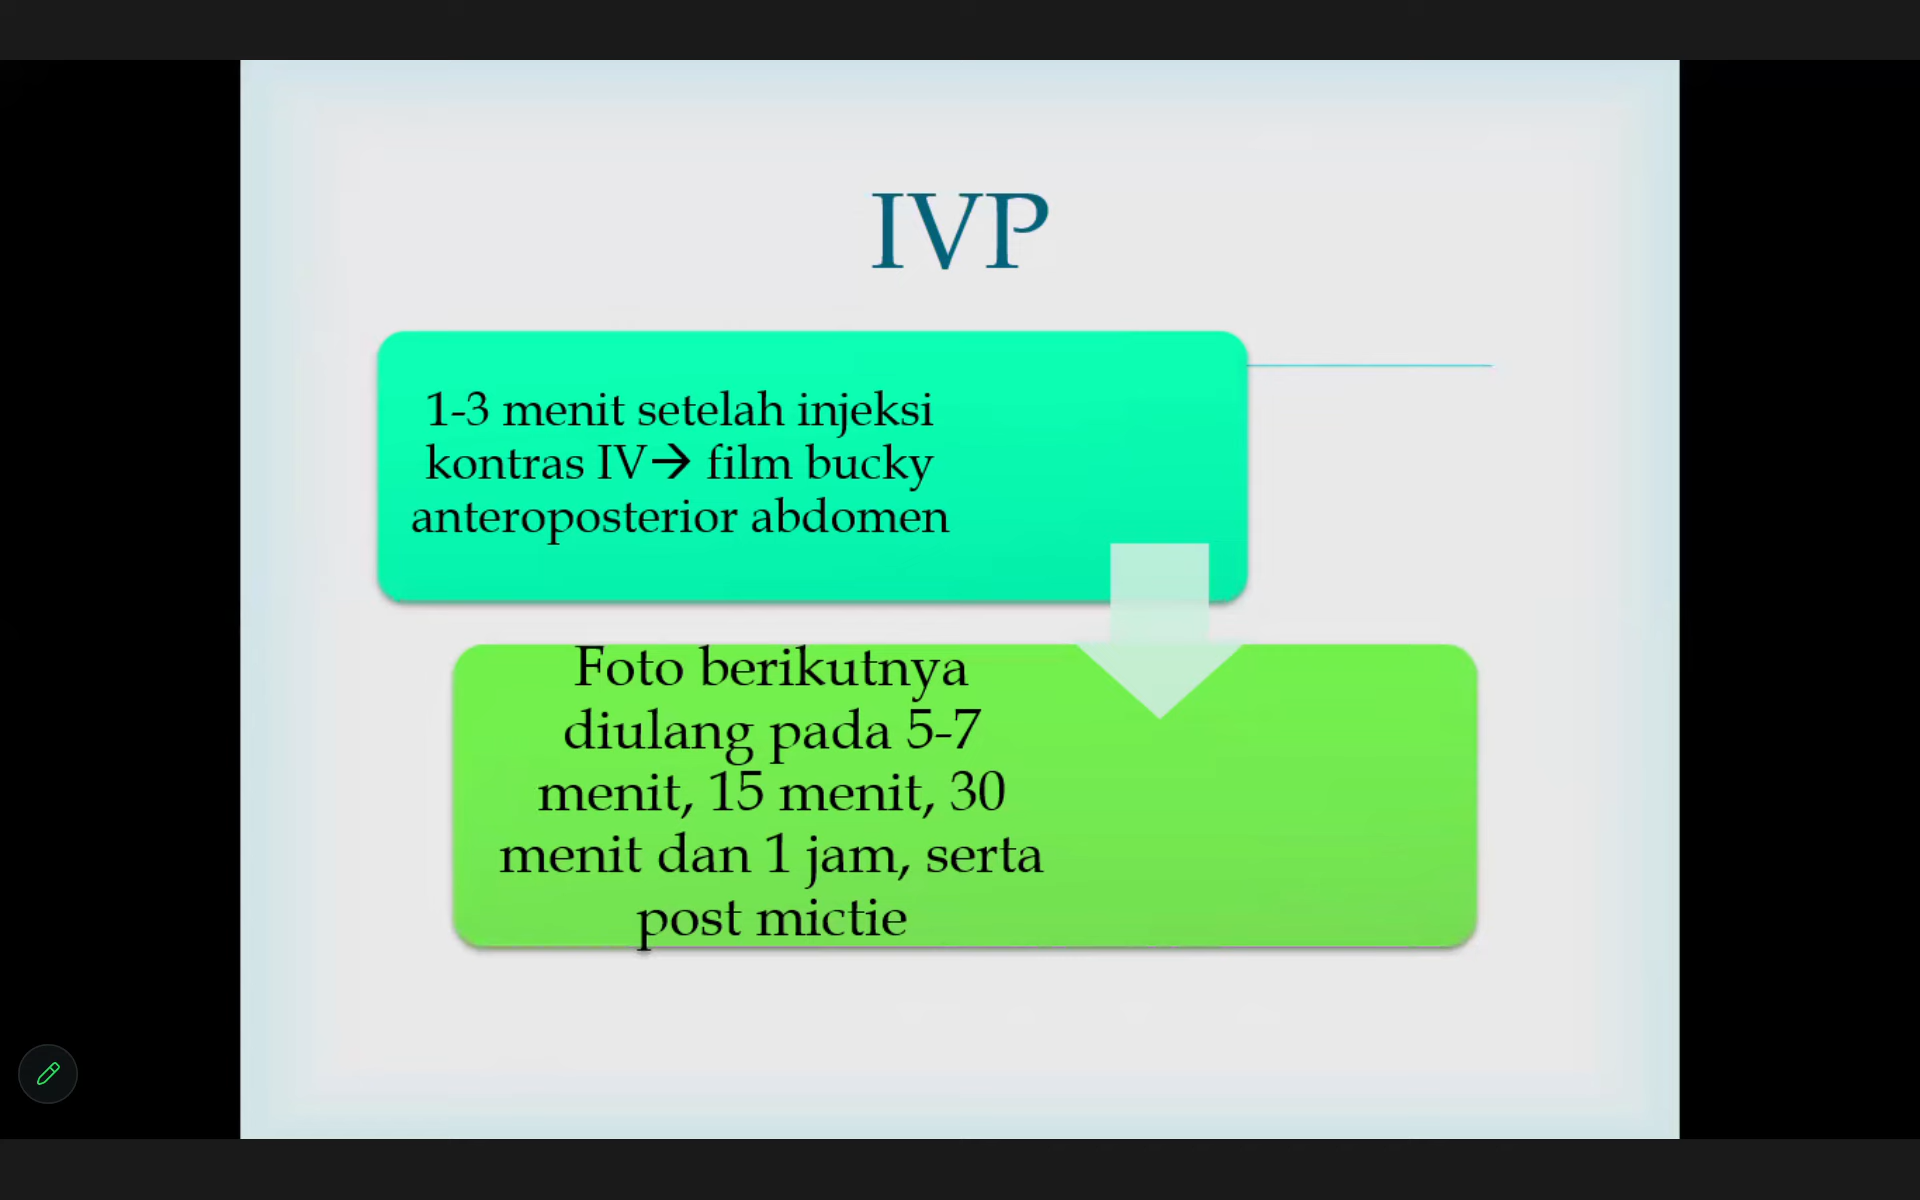 IVP
1-3 menit setelah injeksi
kontras IV→ film bucky
anteroposterior abdomen
Foto berikutnya
diulang pada 5-7
menit, 15 menit, 30
menit dan 1 jam, serta
post mictie